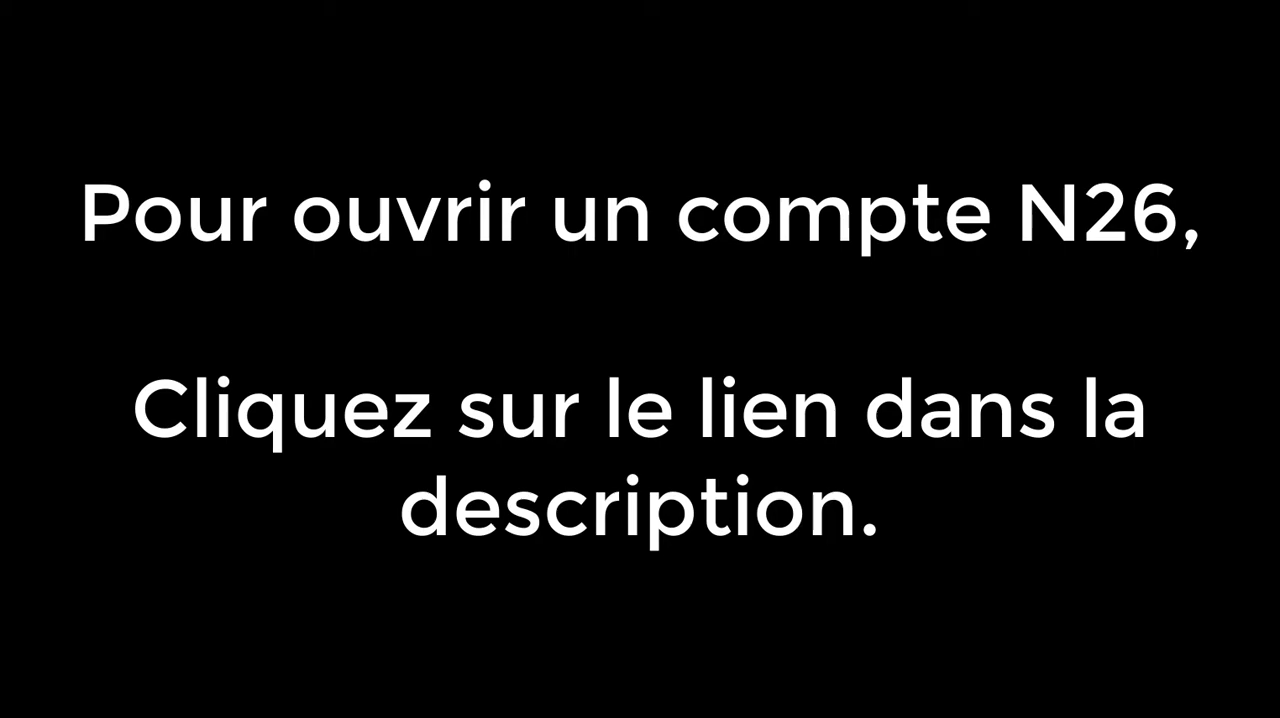 Pour ouvrir un compte N26,
Cliquez sur le lien dans la
description.